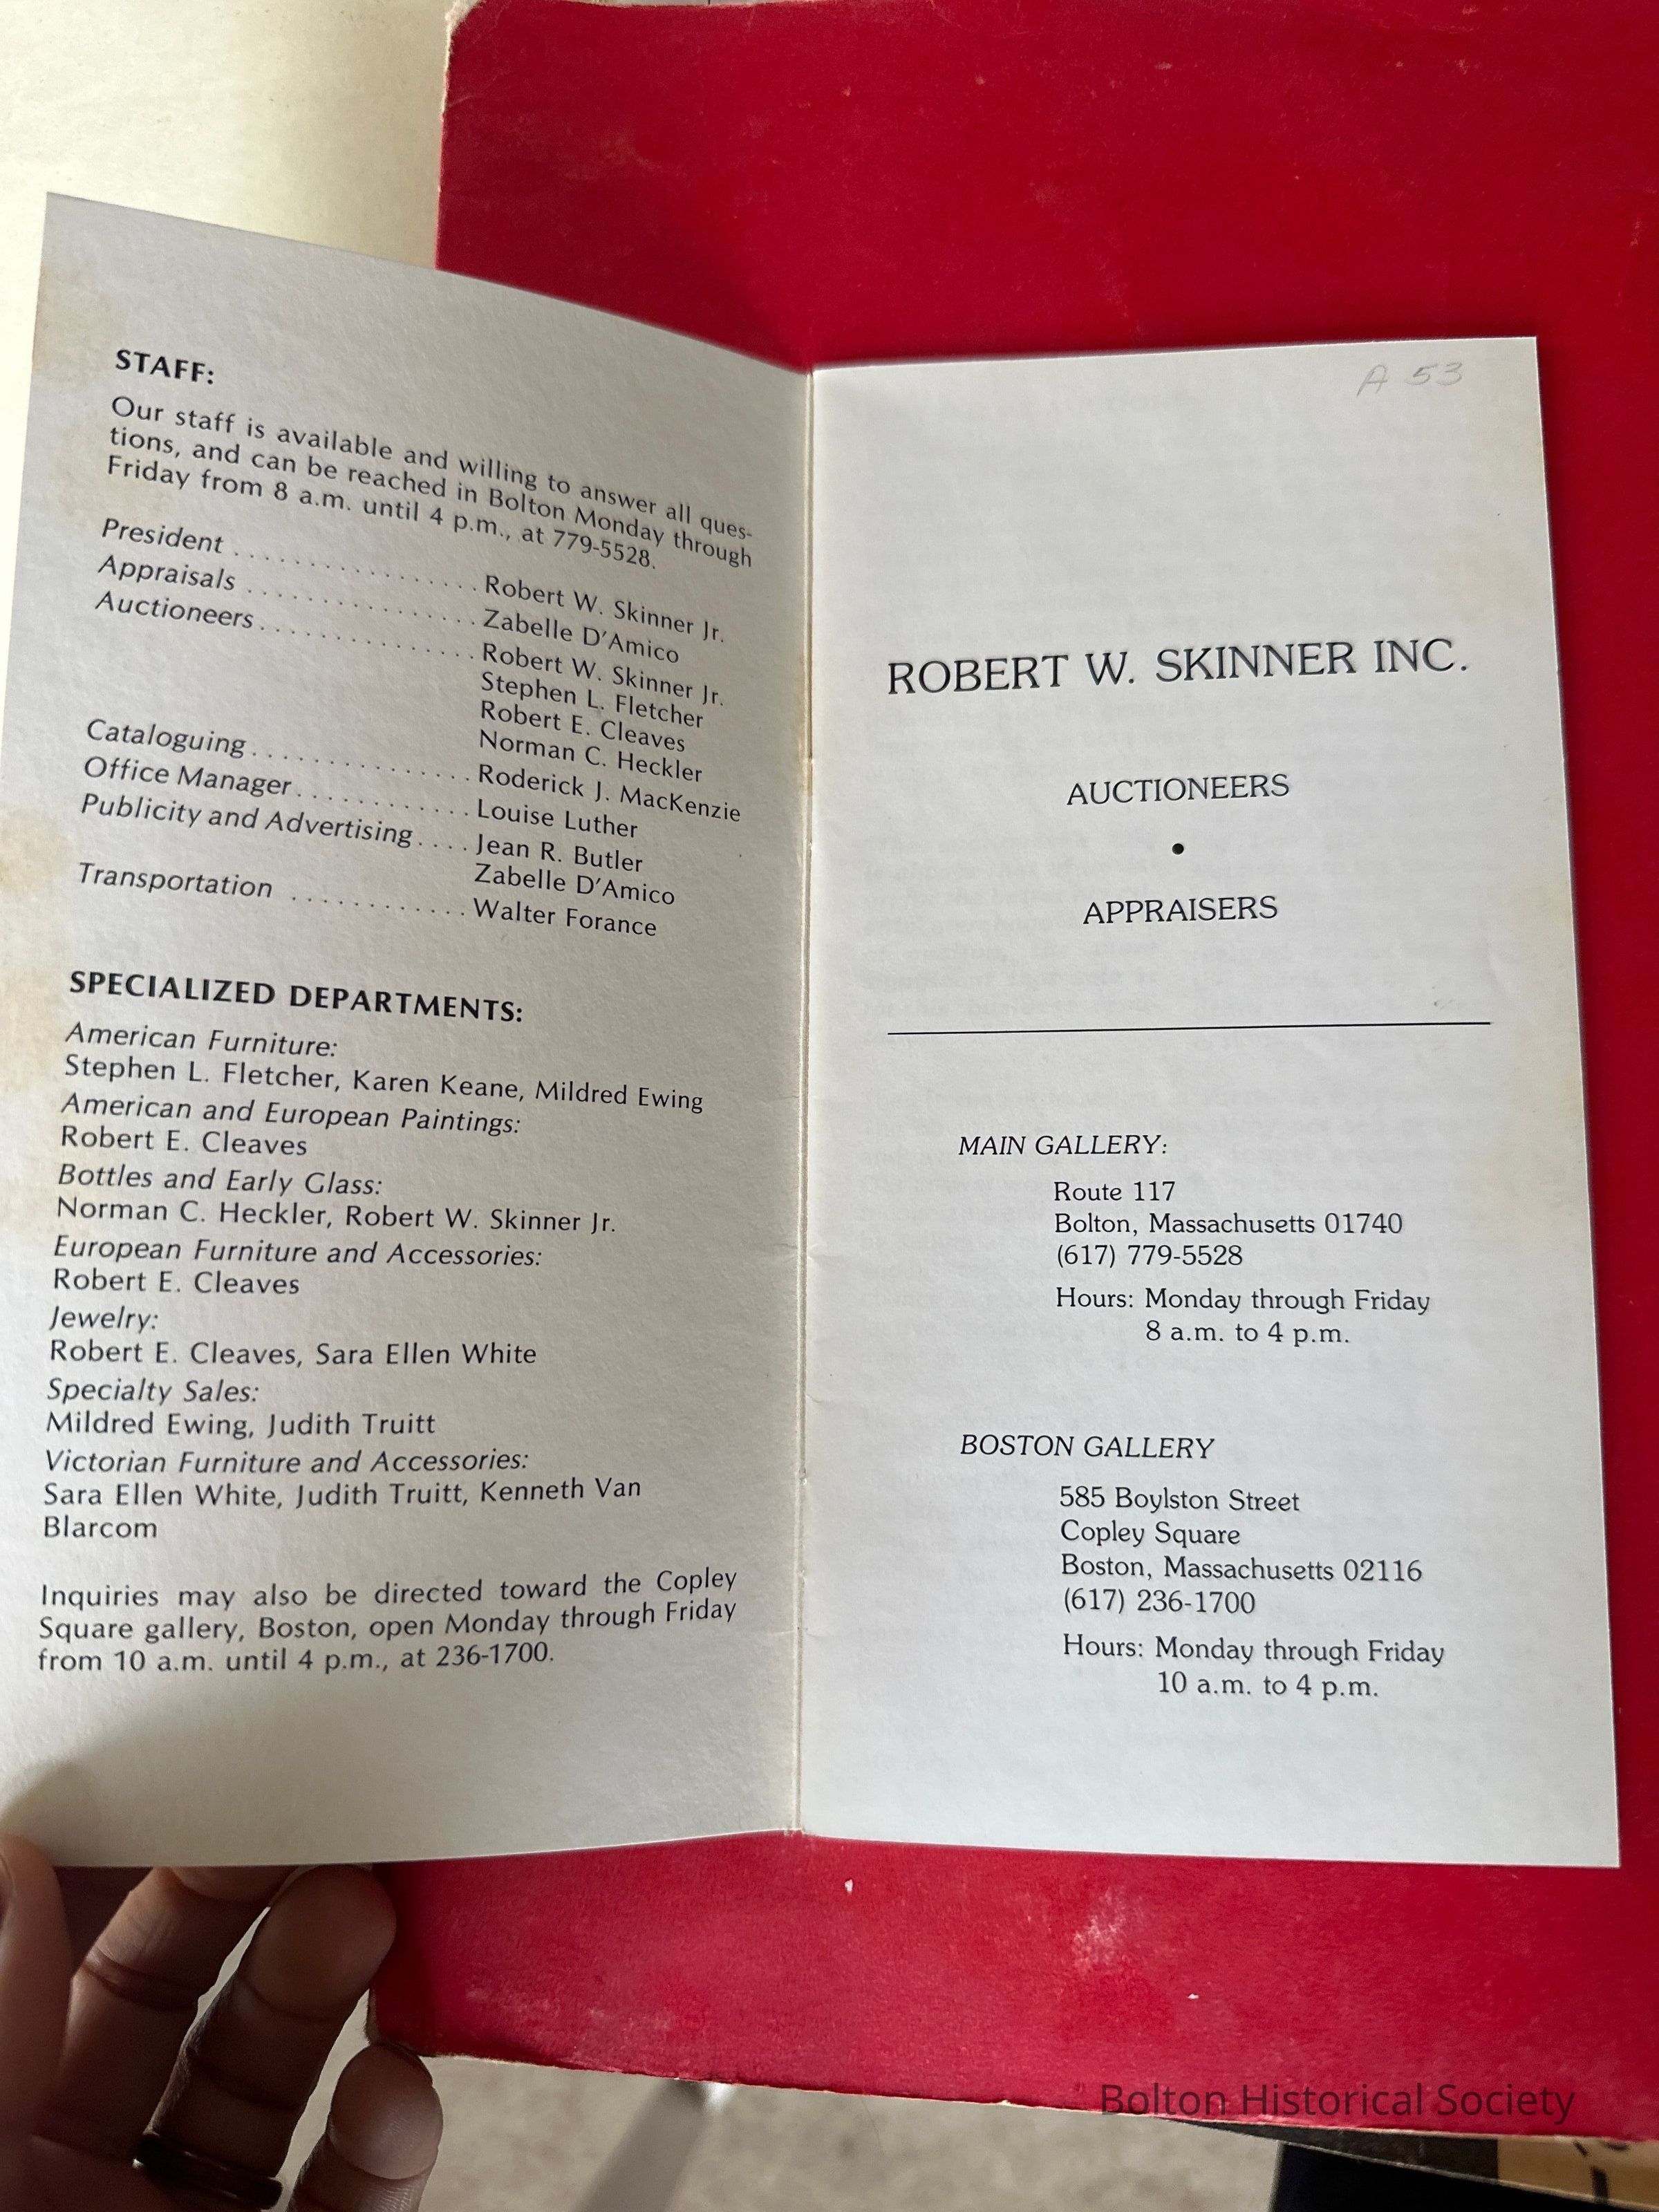 STAFF:
Our staff is available and willing to answer all ques-
tions, and can be reached in Bolton Monday through
Friday from 8 a.m. until 4 p.m., at 779-5528.
President . . . . . . . . . . . . . . . . . Robert W. Skinner Jr.
Appraisals . . . . . . . . . . . . . . . . Zabelle D'Amico
Auctioneers . . . . . . . . . . . . . . . Robert W. Skinner Jr.
Stephen L. Fletcher
Robert E. Cleaves
Norman C. Heckler
Cataloguing . . . . . . . . . . . . . . . Roderick J. MacKenzie
Office Manager . . . . . . . . . . . . Louise Luther
Publicity and Advertising . . . . Jean R. Butler
Zabelle D'Amico
Transportation . . . . . . . . . . . . Walter Forance
SPECIALIZED DEPARTMENTS:
American Furniture:
Stephen L. Fletcher, Karen Keane, Mildred Ewing
American and European Paintings:
Robert E. Cleaves
Bottles and Early Glass:
Norman C. Heckler, Robert W. Skinner Jr.
European Furniture and Accessories:
Robert E. Cleaves
Jewelry:
Robert E. Cleaves, Sara Ellen White
Specialty Sales:
Mildred Ewing, Judith Truitt
Victorian Furniture and Accessories:
Sara Ellen White, Judith Truitt, Kenneth Van
Blarcom
Inquiries may also be directed toward the Copley
Square gallery, Boston, open Monday through Friday
from 10 a.m. until 4 p.m., at 236-1700.
A 53
ROBERT W. SKINNER INC.
AUCTIONEERS
•
APPRAISERS
MAIN GALLERY:
Route 117
Bolton, Massachusetts 01740
(617) 779-5528
Hours: Monday through Friday
8 a.m. to 4 p.m.
BOSTON GALLERY
585 Boylston Street
Copley Square
Boston, Massachusetts 02116
(617) 236-1700
Hours: Monday through Friday
10 a.m. to 4 p.m.
Bolton Historical Society